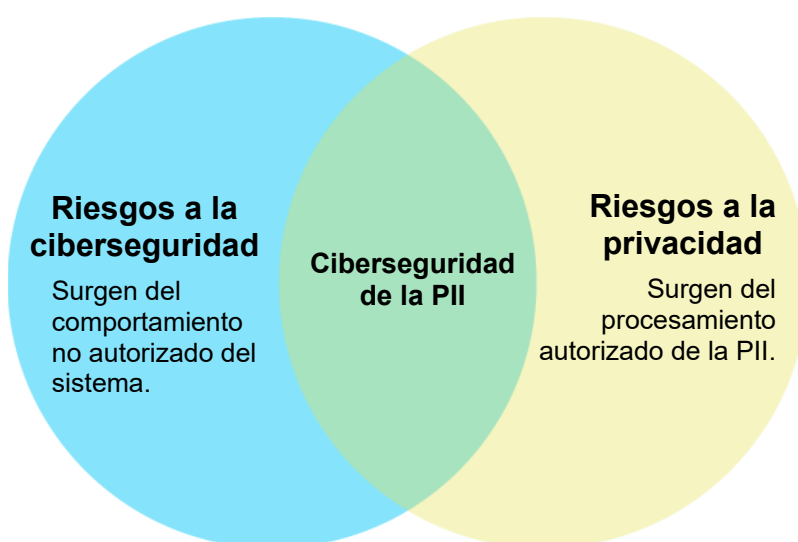 Riesgos a la
ciberseguridad
Surgen del
comportamiento
no autorizado del
sistema.
Ciberseguridad
de la PII
Riesgos a la
privacidad
Surgen del
procesamiento
autorizado de la PII.